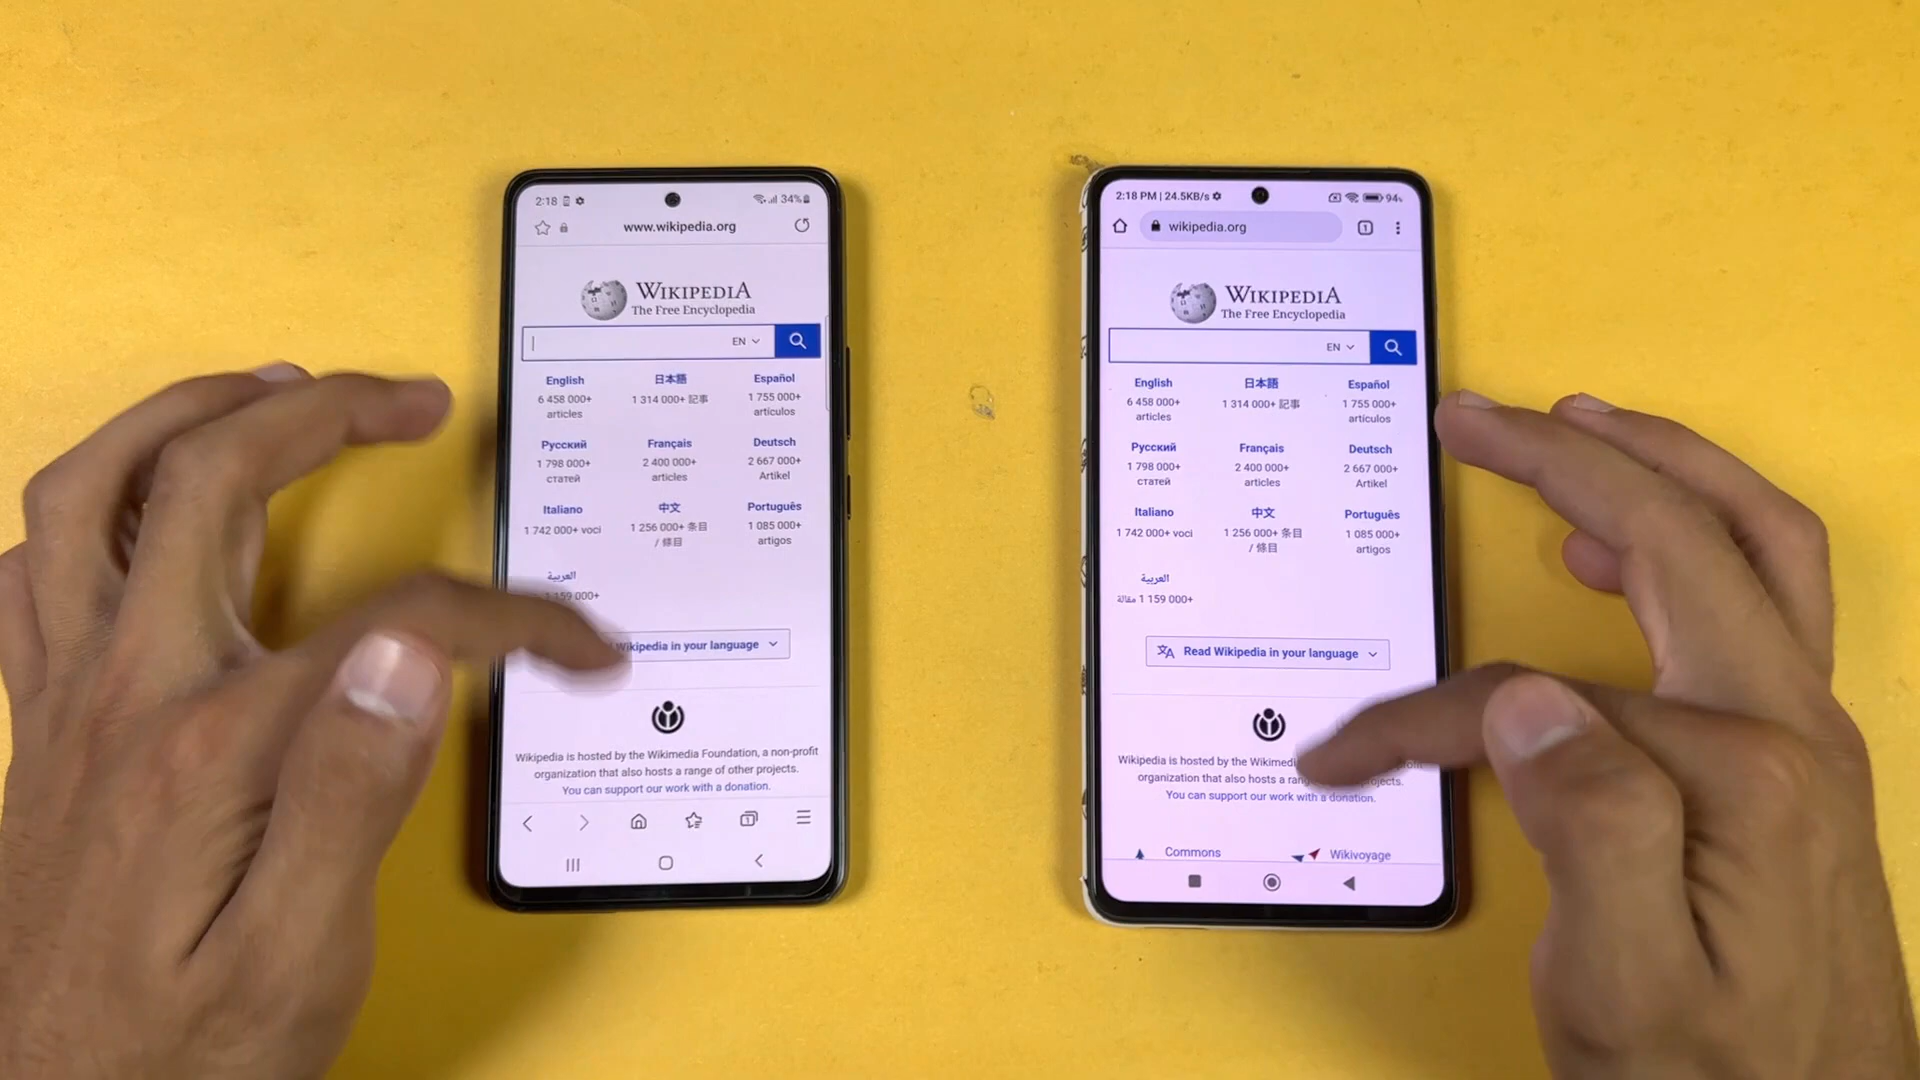 2:18
34%
www.wikipedia.org
WIKIPEDIA
The Free Encyclopedia
EN
English
6 458 000+
articles
日本語
1 314 000+ 記事
Español
1 755 000+
artículos
Русский
1 798 000+
статей
Français
2 400 000+
articles
Deutsch
2 667 000+
Artikel
Italiano
1 742 000+ voci
中文
1 256 000+ 条目
/ 條目
Português
1 085 000+
artigos
العربية
1 159 000+
Wikipedia in your language
Wikipedia is hosted by the Wikimedia Foundation, a non-profit
organization that also hosts a range of other projects.
You can support our work with a donation.
1
2:18 PM | 24.5KB/s
94%
wikipedia.org
1
WIKIPEDIA
The Free Encyclopedia
EN
English
6 458 000+
articles
日本語
1 314 000+ 記事
Español
1 755 000+
artículos
Русский
1 798 000+
статей
Français
2 400 000+
articles
Deutsch
2 667 000+
Artikel
Italiano
1 742 000+ voci
中文
1 256 000+ 条目
/ 條目
Português
1 085 000+
artigos
العربية
1 159 000+ مقالة
Read Wikipedia in your language
Wikipedia is hosted by the
organization that also hosts a
You can support our work with a donation.
Commons
Wikivoyage